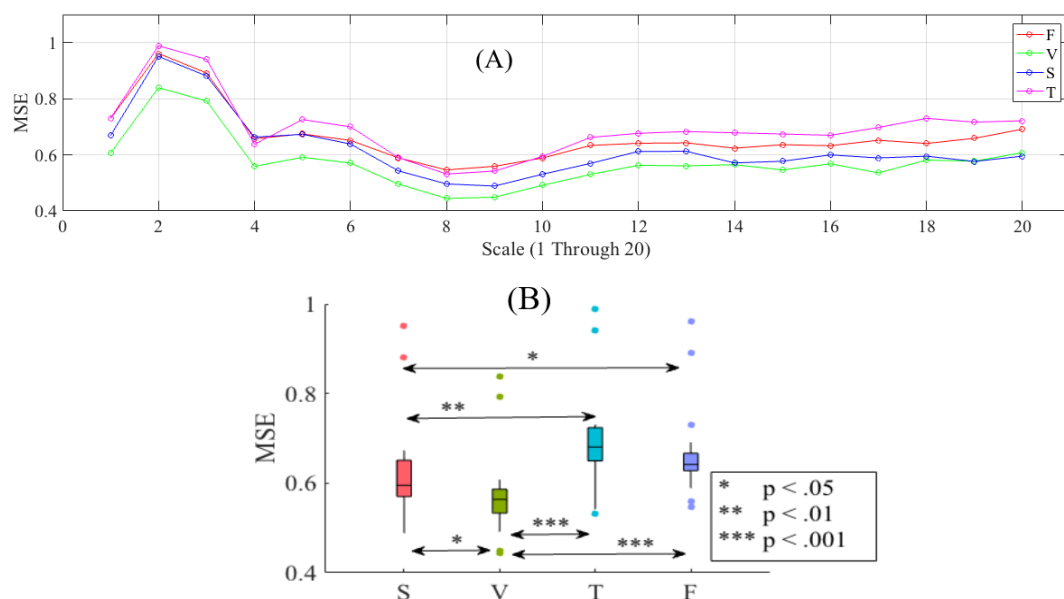 (A)
1
0.8
0.6
0.4
MSE
F
V
S
T
0 2 4 6 8 10 12 14 16 18 20
Scale (1 Through 20)
(B)
1
0.8
0.6
0.4
MSE
*
**
***
*
***
* p < .05
** p < .01
*** p < .001
S V T F